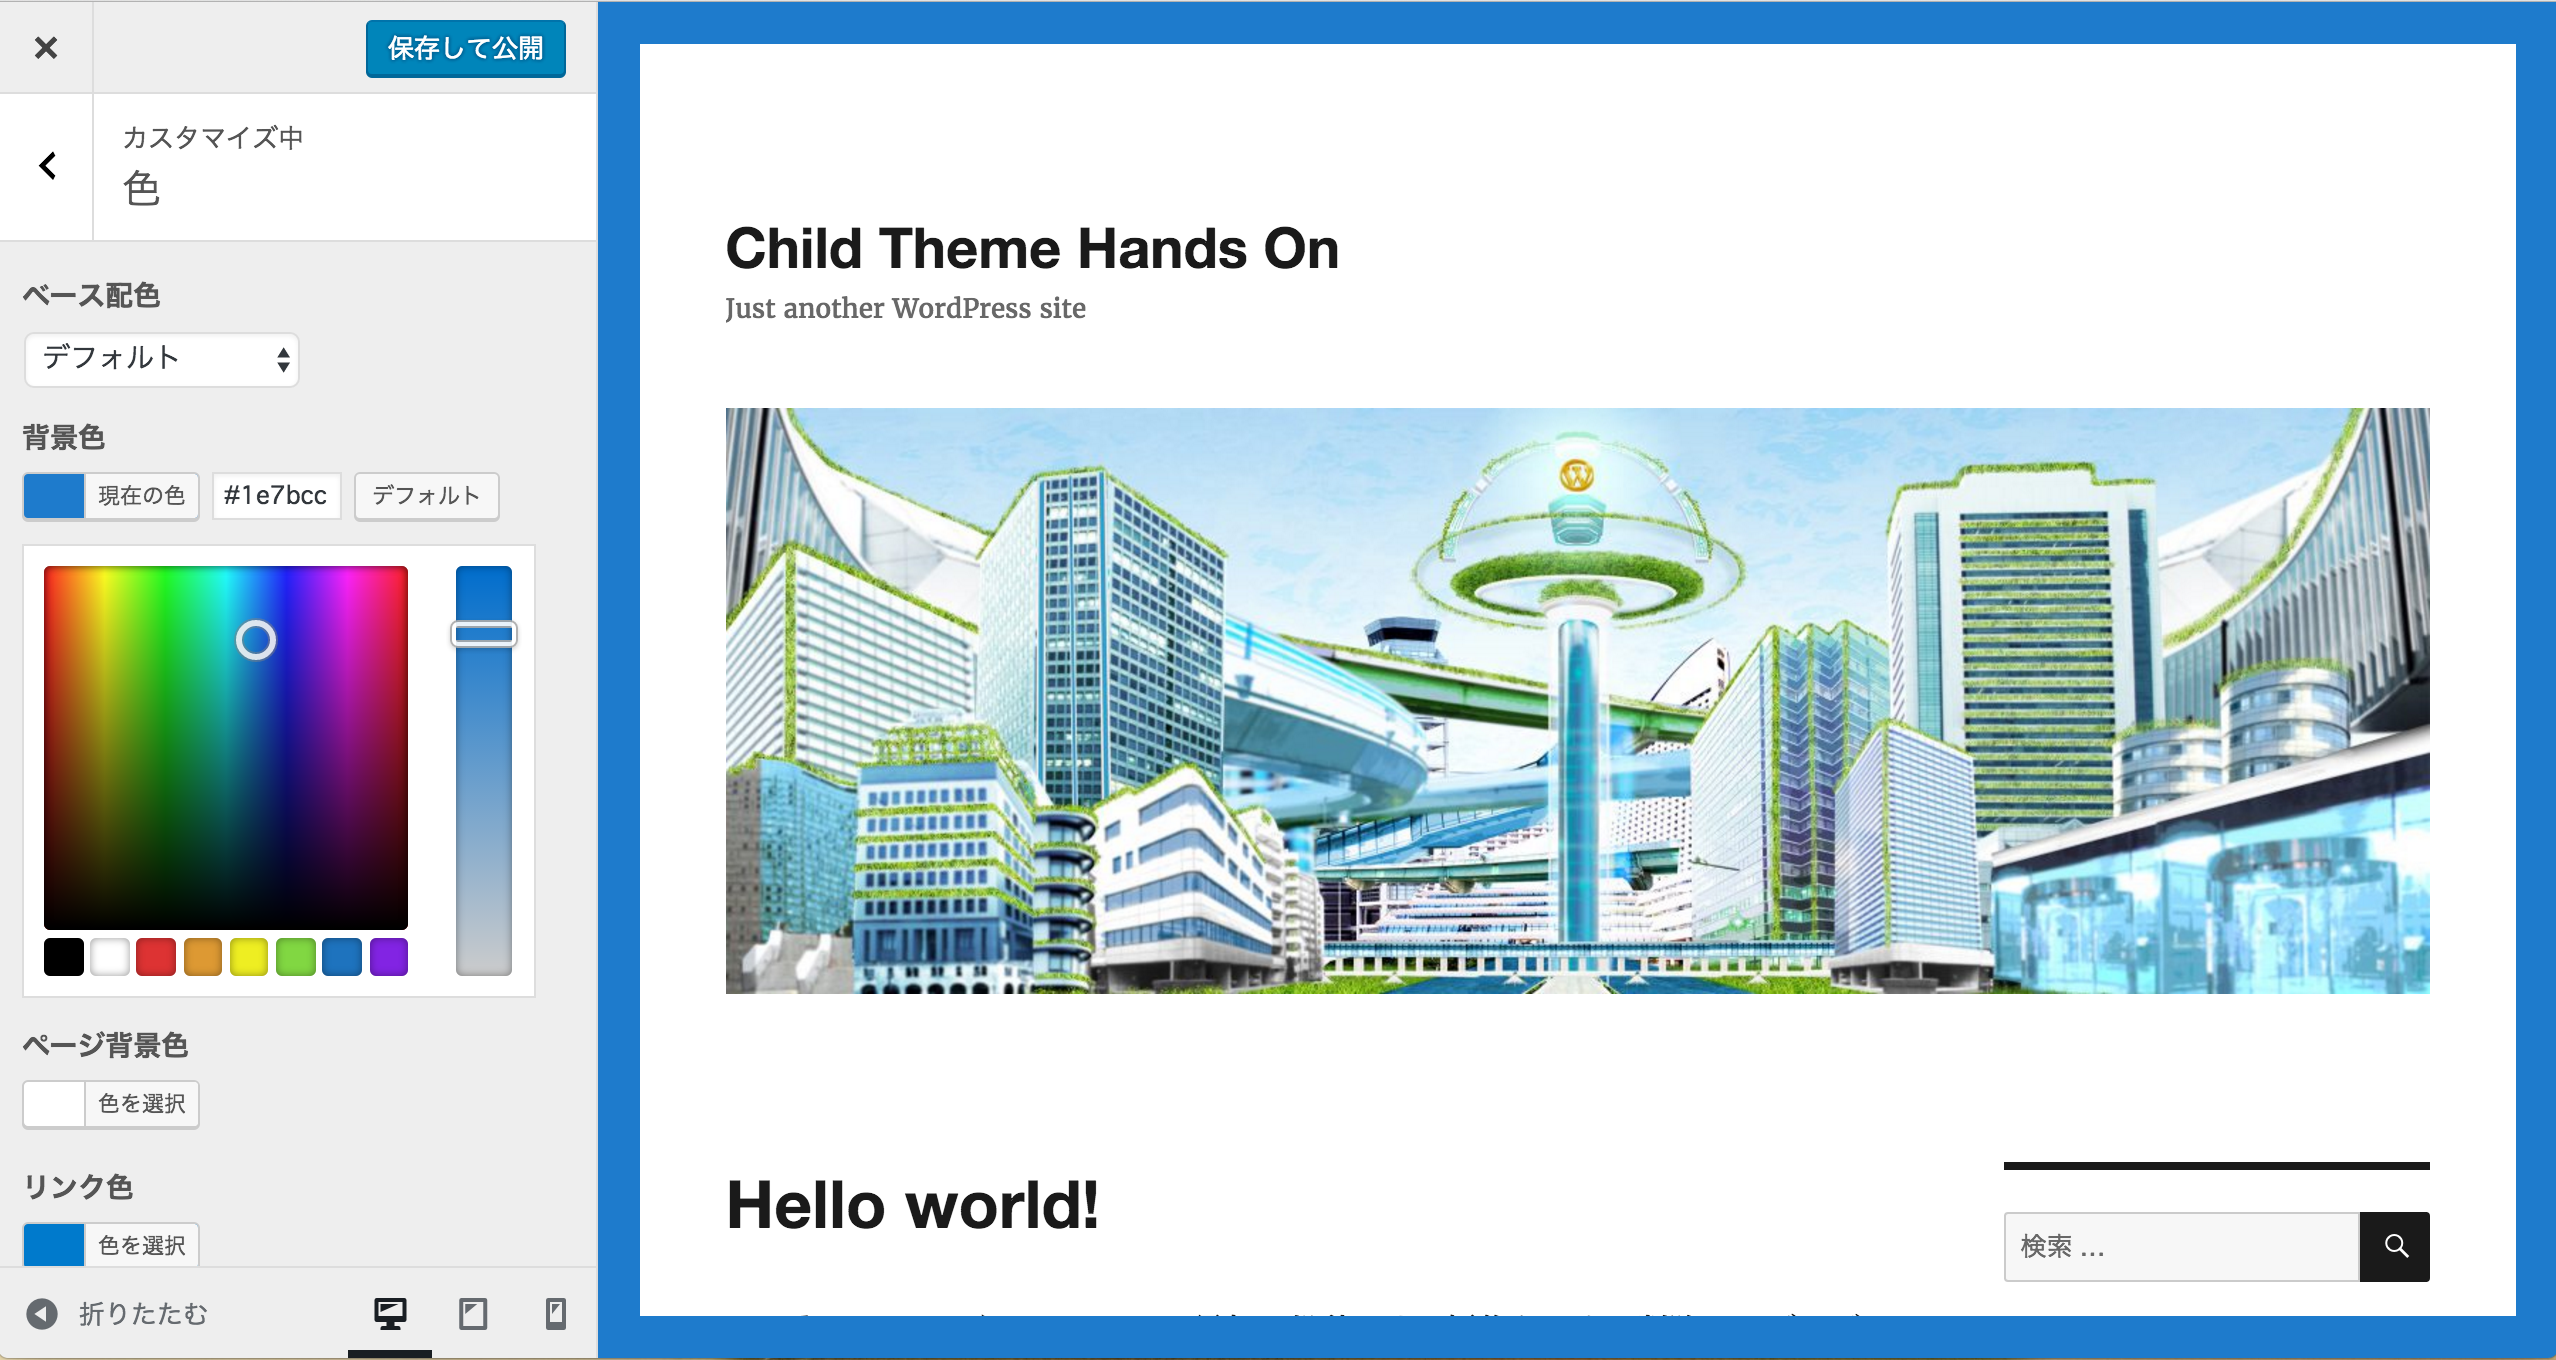 保存して公開
カスタマイズ中
色
ベース配色
デフォルト
背景色
現在の色
#1e7bcc
デフォルト
ページ背景色
色を選択
リンク色
色を選択
折りたたむ
Child Theme Hands On
Just another WordPress site
Hello world!
検索 …